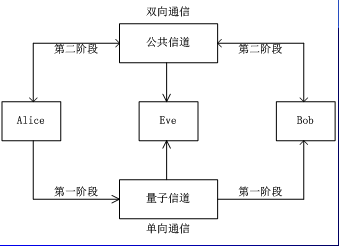 双向通信
公共信道
第二阶段
第二阶段
Alice
Eve
Bob
第一阶段
量子信道
第一阶段
单向通信